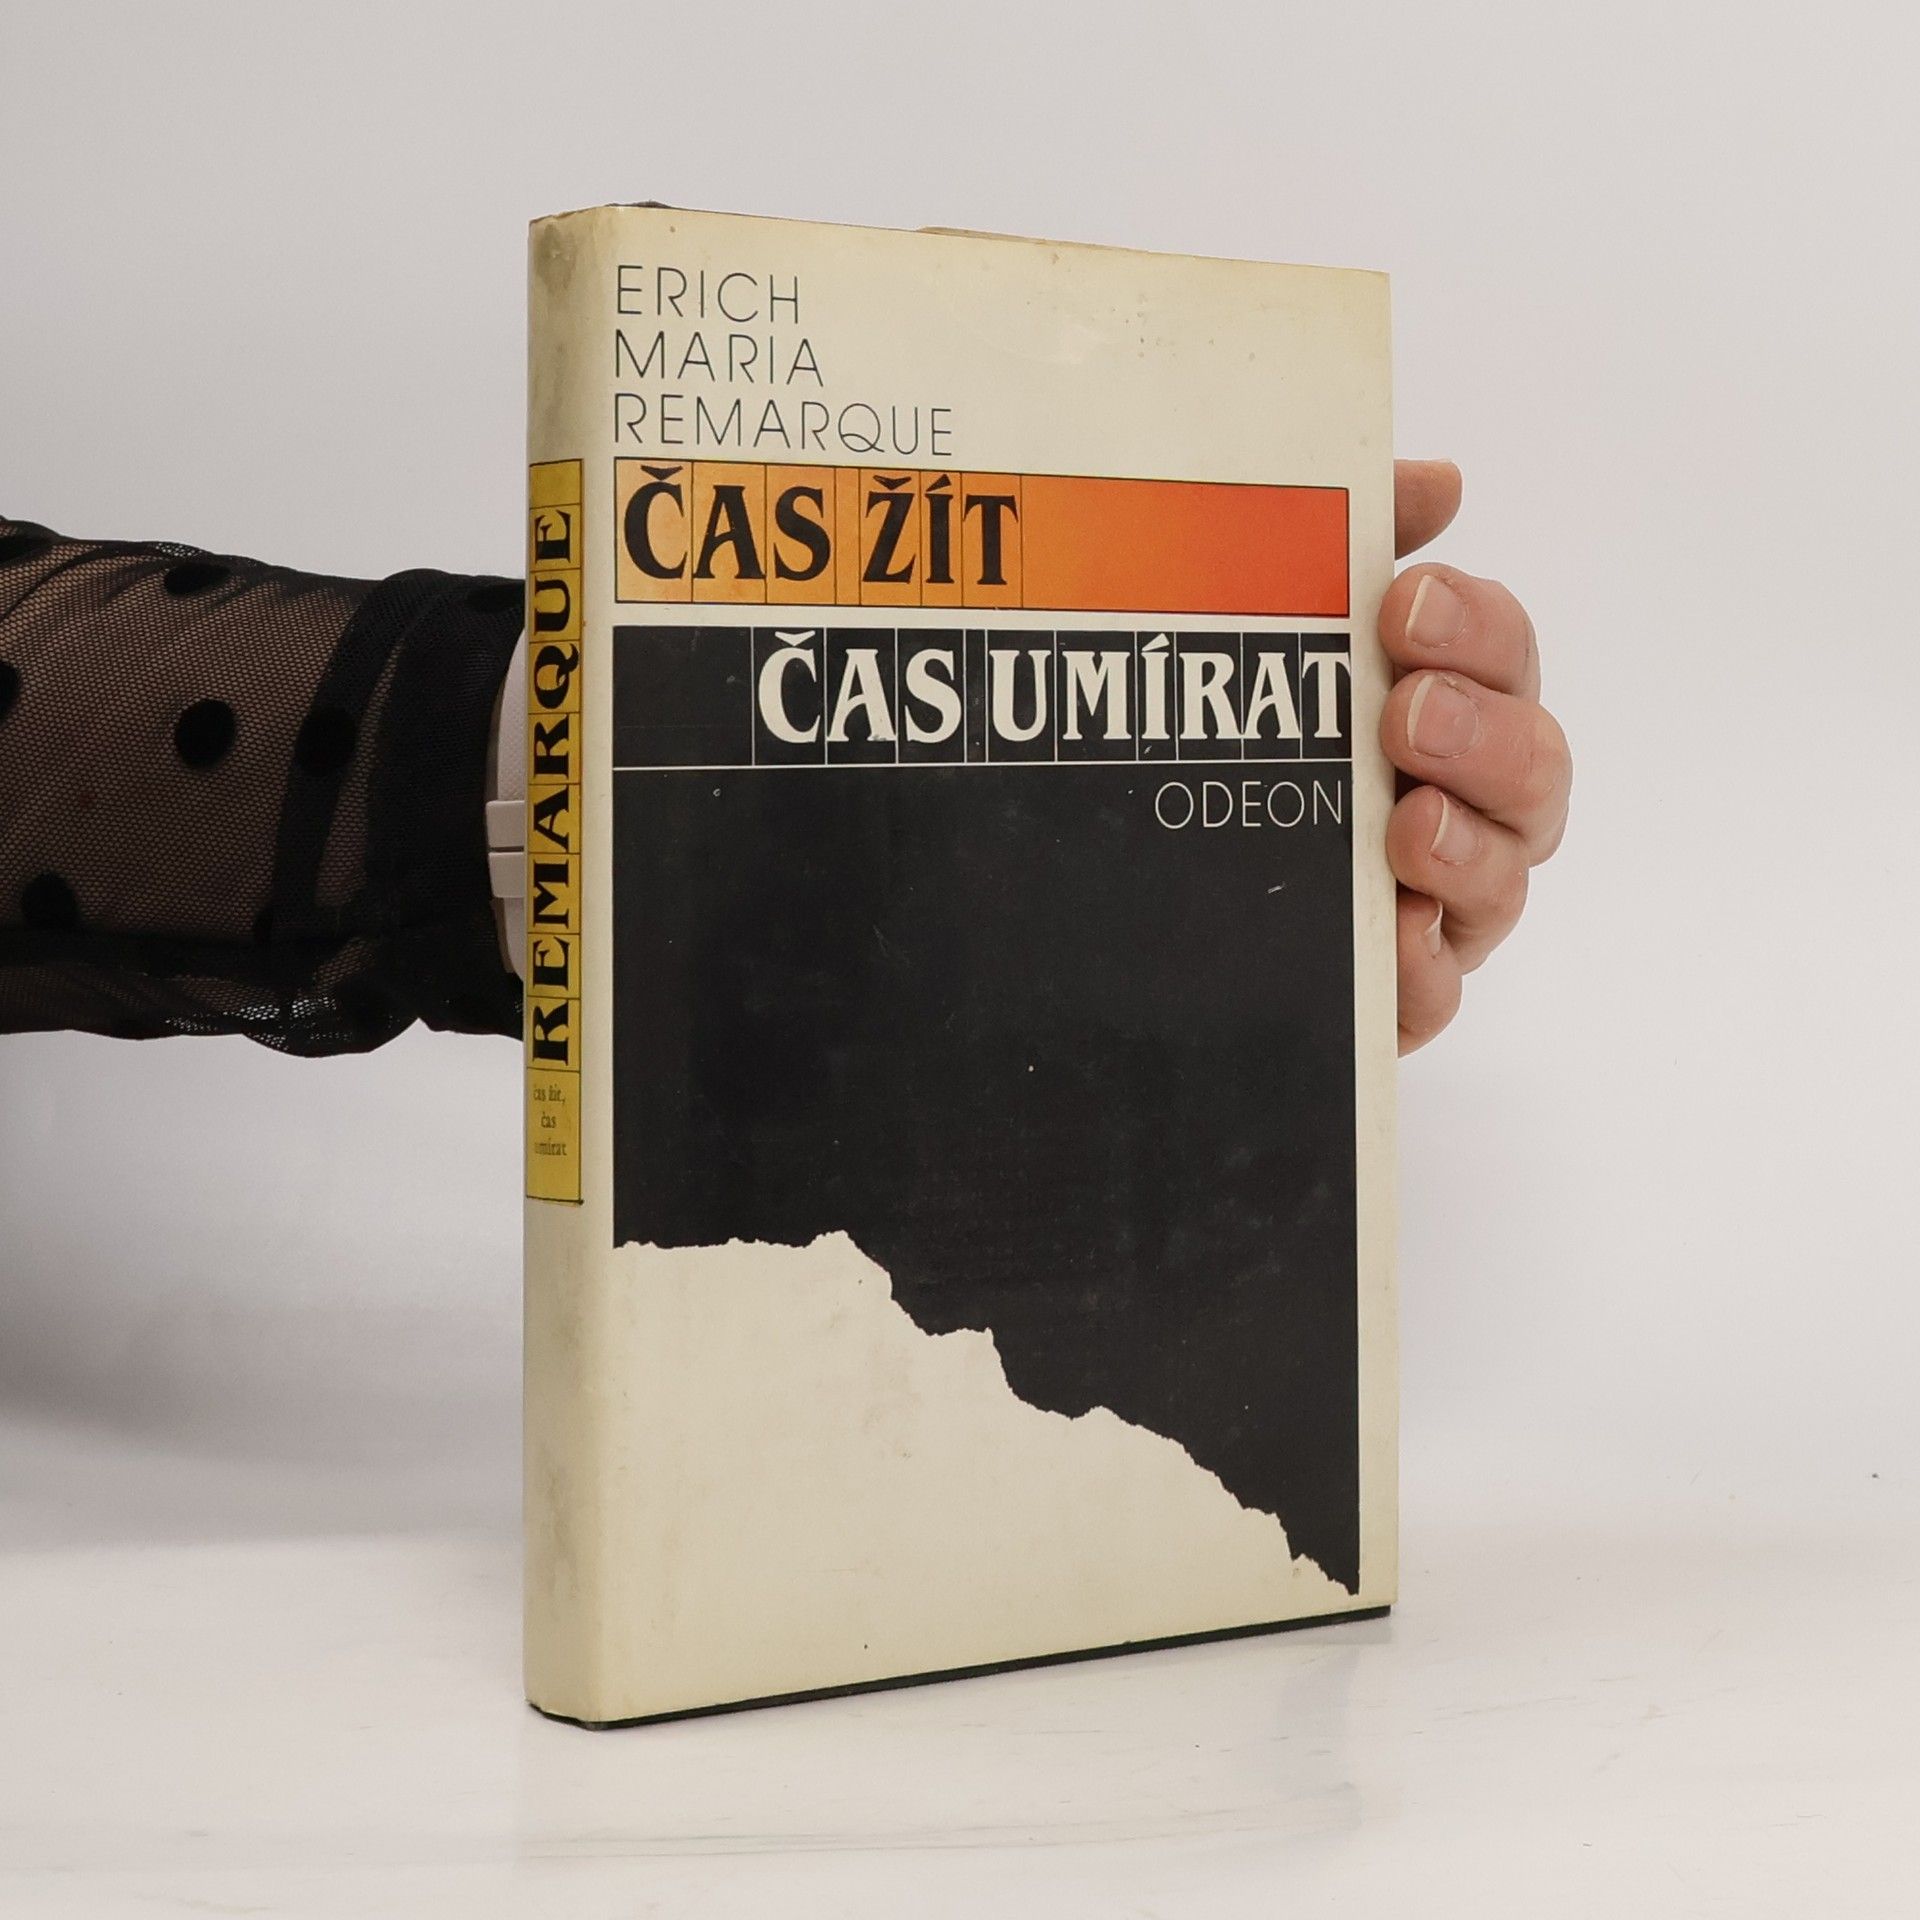 ERICH
MARIA
REMARQUE
ČAS ŽÍT
ČAS UMÍRAT
ODEON
REMARQUE
čas žít,
čas
umírat